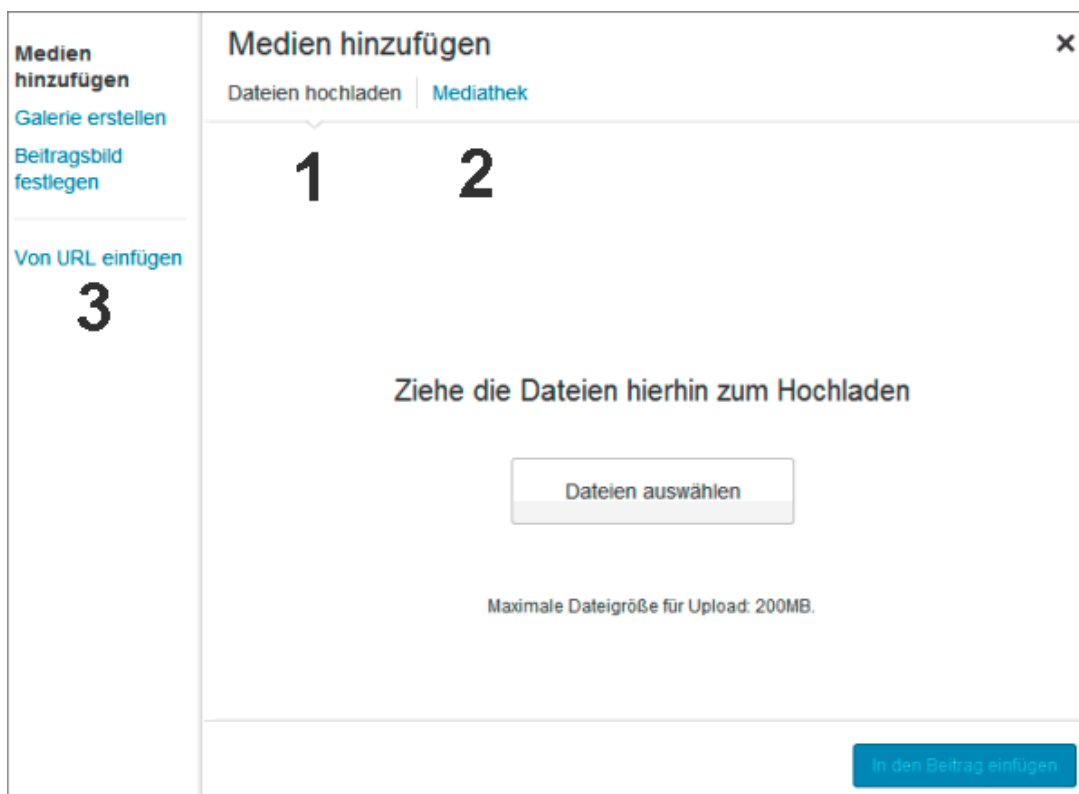 Medien
hinzufügen
Galerie erstellen
Beitragsbild
festlegen
Von URL einfügen
3
Medien hinzufügen
×
Dateien hochladen
Mediathek
1
2
Ziehe die Dateien hierhin zum Hochladen
Dateien auswählen
Maximale Dateigröße für Upload: 200MB.
In den Beitrag einfügen